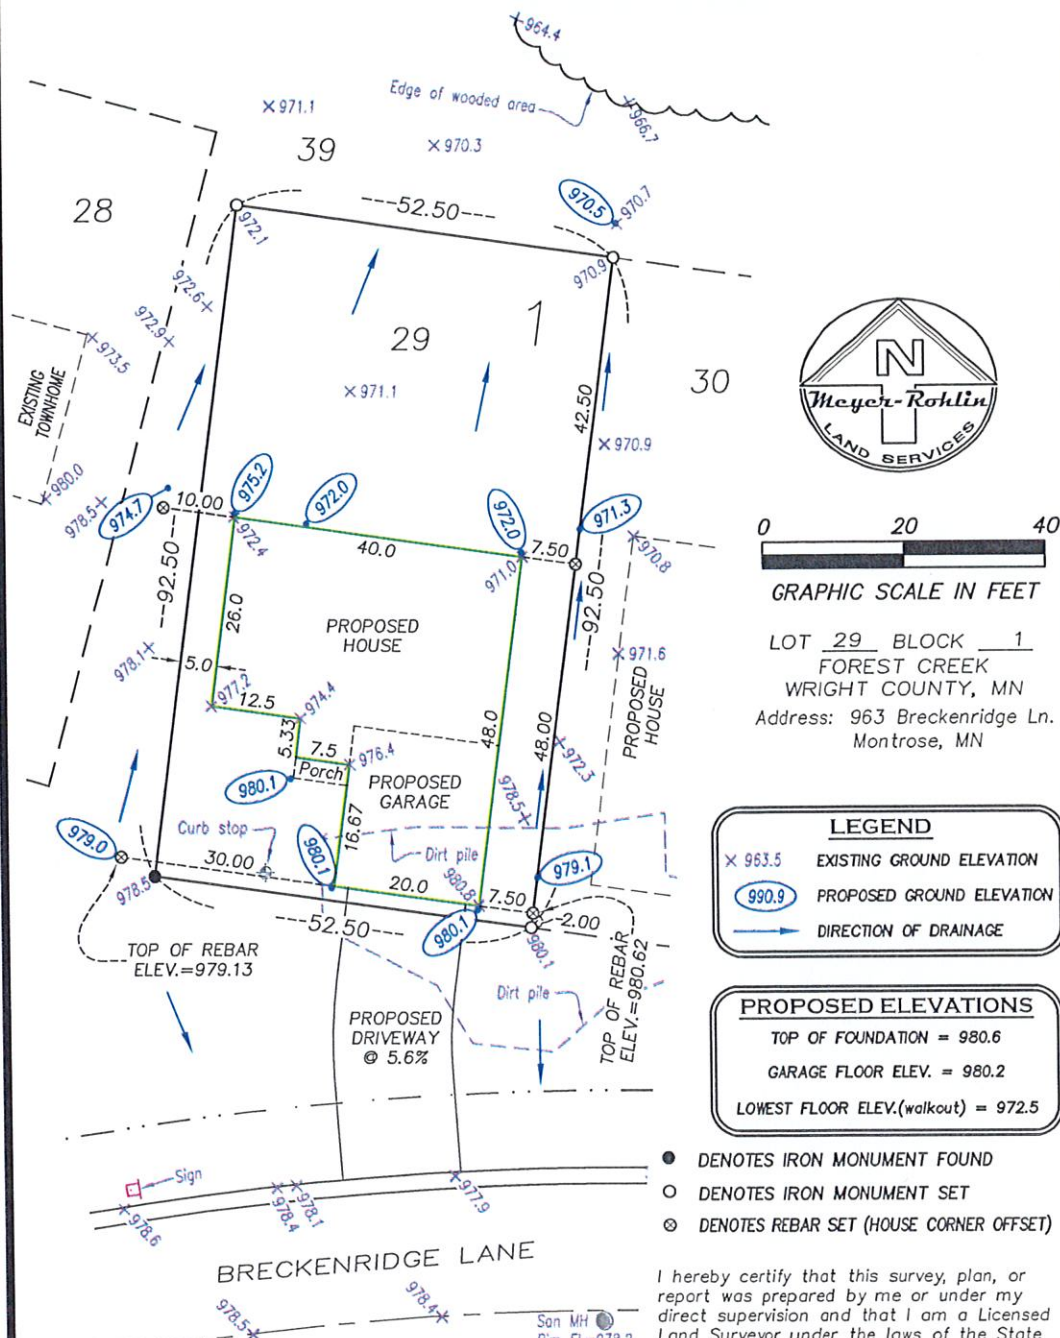 964.4
Edge of wooded area
971.1
966.7
39
970.3
970.5
970.7
28
52.50
972.1
970.9
972.6
29
1
972.9
973.5
30
EXISTING
TOWNHOME
971.1
42.50
N
Meyer-Rohlin
LAND SERVICES
970.9
980.0
978.5
974.7
10.00
975.2
972.0
972.0
971.3
972.4
40.0
7.50
971.0
970.8
0 20 40
GRAPHIC SCALE IN FEET
92.50
26.0
PROPOSED
HOUSE
92.50
LOT 29 BLOCK 1
FOREST CREEK
WRIGHT COUNTY, MN
Address: 963 Breckenridge Ln.
Montrose, MN
978.1
5.0
971.6
977.2
12.5
974.4
PROPOSED
HOUSE
5.33
7.5
976.4
48.0
48.00
972.3
Porch
980.1
PROPOSED
GARAGE
978.5
16.67
979.0
Curb stop
980.1
Dirt pile
979.1
30.00
978.5
20.0
980.8
7.50
2.00
52.50
980.1
980.1
TOP OF REBAR
ELEV.=979.13
TOP OF REBAR
ELEV.=980.62
Dirt pile
PROPOSED
DRIVEWAY
@ 5.6%
LEGEND
963.5 EXISTING GROUND ELEVATION
990.9 PROPOSED GROUND ELEVATION
DIRECTION OF DRAINAGE
PROPOSED ELEVATIONS
TOP OF FOUNDATION = 980.6
GARAGE FLOOR ELEV. = 980.2
LOWEST FLOOR ELEV.(walkout) = 972.5
DENOTES IRON MONUMENT FOUND
DENOTES IRON MONUMENT SET
DENOTES REBAR SET (HOUSE CORNER OFFSET)
Sign
978.6
978.4
978.1
977.9
BRECKENRIDGE LANE
978.5
978.4
San MH
I hereby certify that this survey, plan, or
report was prepared by me or under my
direct supervision and that I am a Licensed
Land Surveyor under the laws of the State